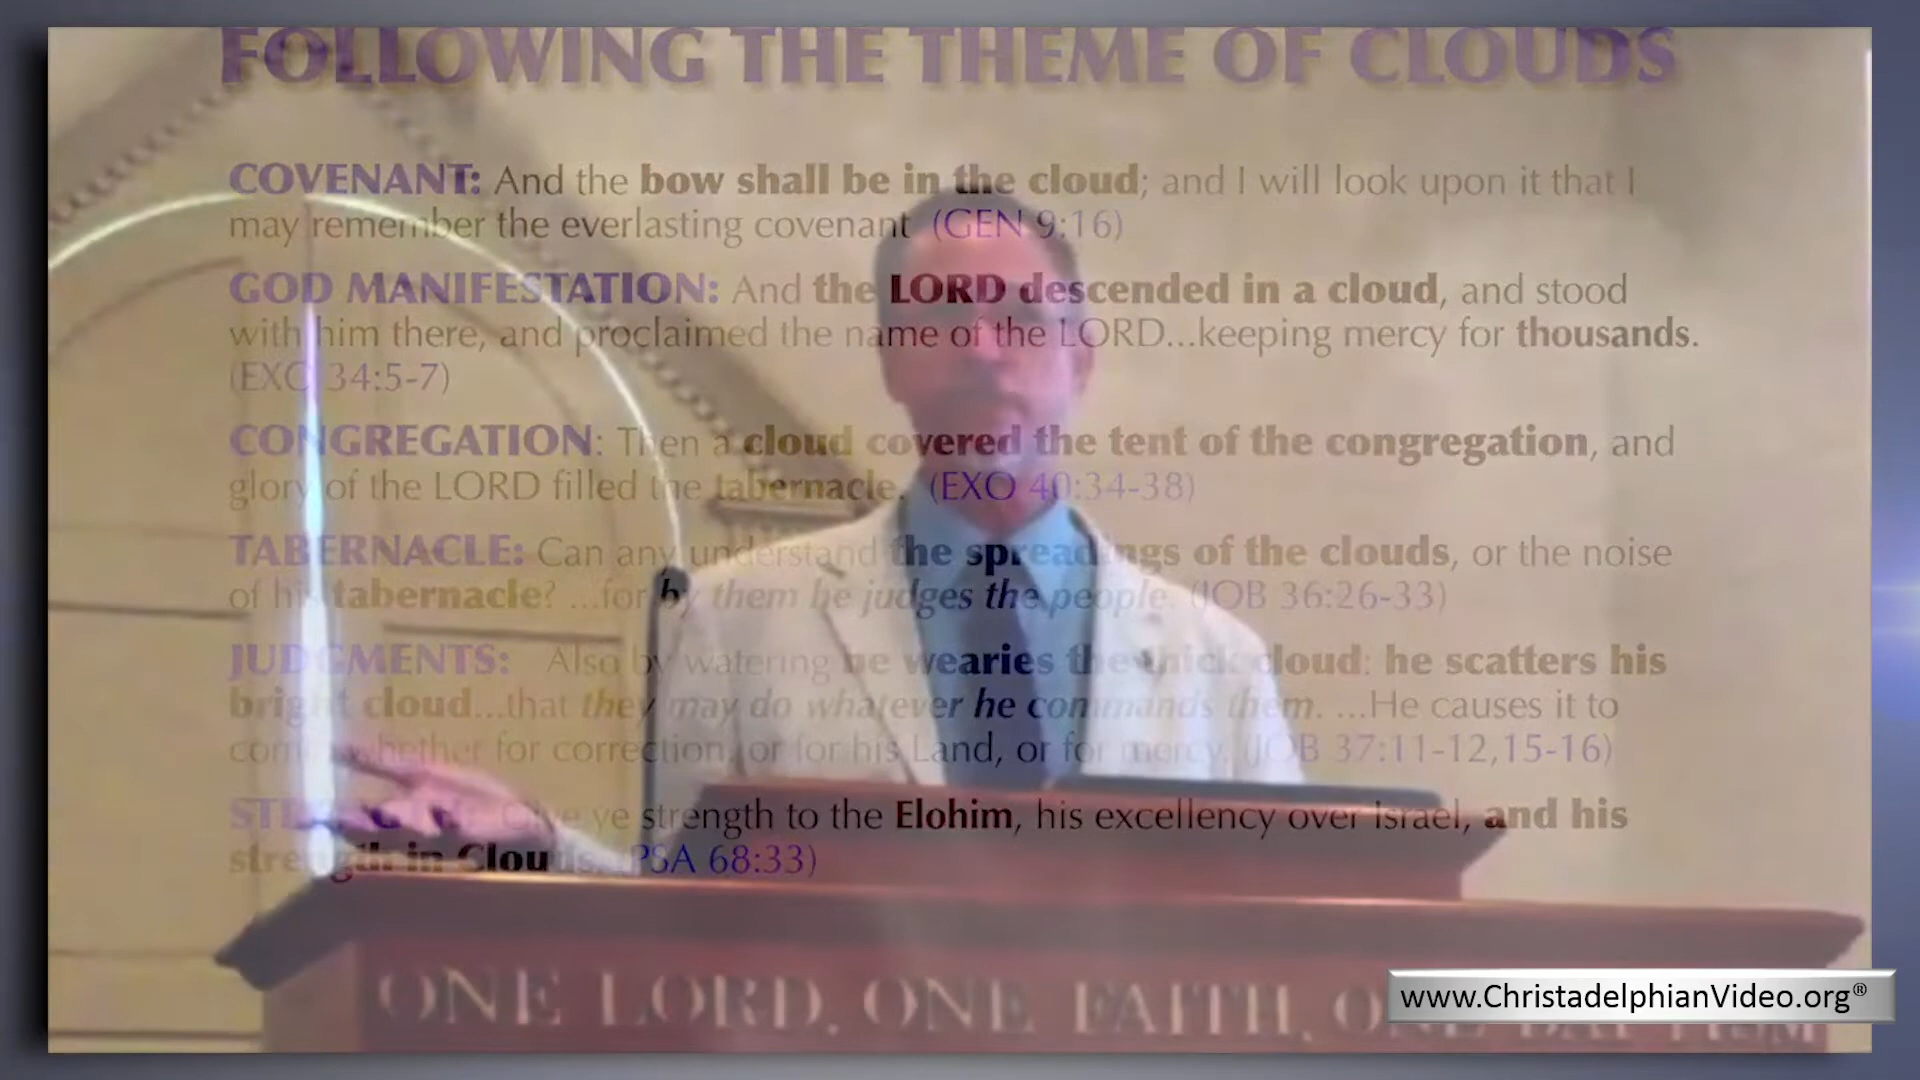 FOLLOWING THE THEME OF CLOUDS
COVENANT: And the bow shall be in the cloud; and I will look upon it that I
may remember the everlasting covenant (GEN 9:16)
GOD MANIFESTATION: And the LORD descended in a cloud, and stood
with him there, and proclaimed the name of the LORD...keeping mercy for thousands.
(EXO 34:5-7)
CONGREGATION: Then a cloud covered the tent of the congregation, and
glory of the LORD filled the tabernacle. (EXO 40:34-38)
TABERNACLE: Can any understand the spreadings of the clouds, or the noise
of his tabernacle? ...for by them he judges the people. (JOB 36:26-33)
JUDGMENTS: Also by watering he wearies the thick cloud: he scatters his
bright cloud...that they may do whatever he commands them. ...He causes it to
come, whether for correction, or for his Land, or for mercy. (JOB 37:11-12,15-16)
Give ye strength to the Elohim, his excellency over Israel, and his
strength in Clouds. (PSA 68:33)
ONE LORD, ONE FAITH, ONE BAPTISM
www.ChristadelphianVideo.org®